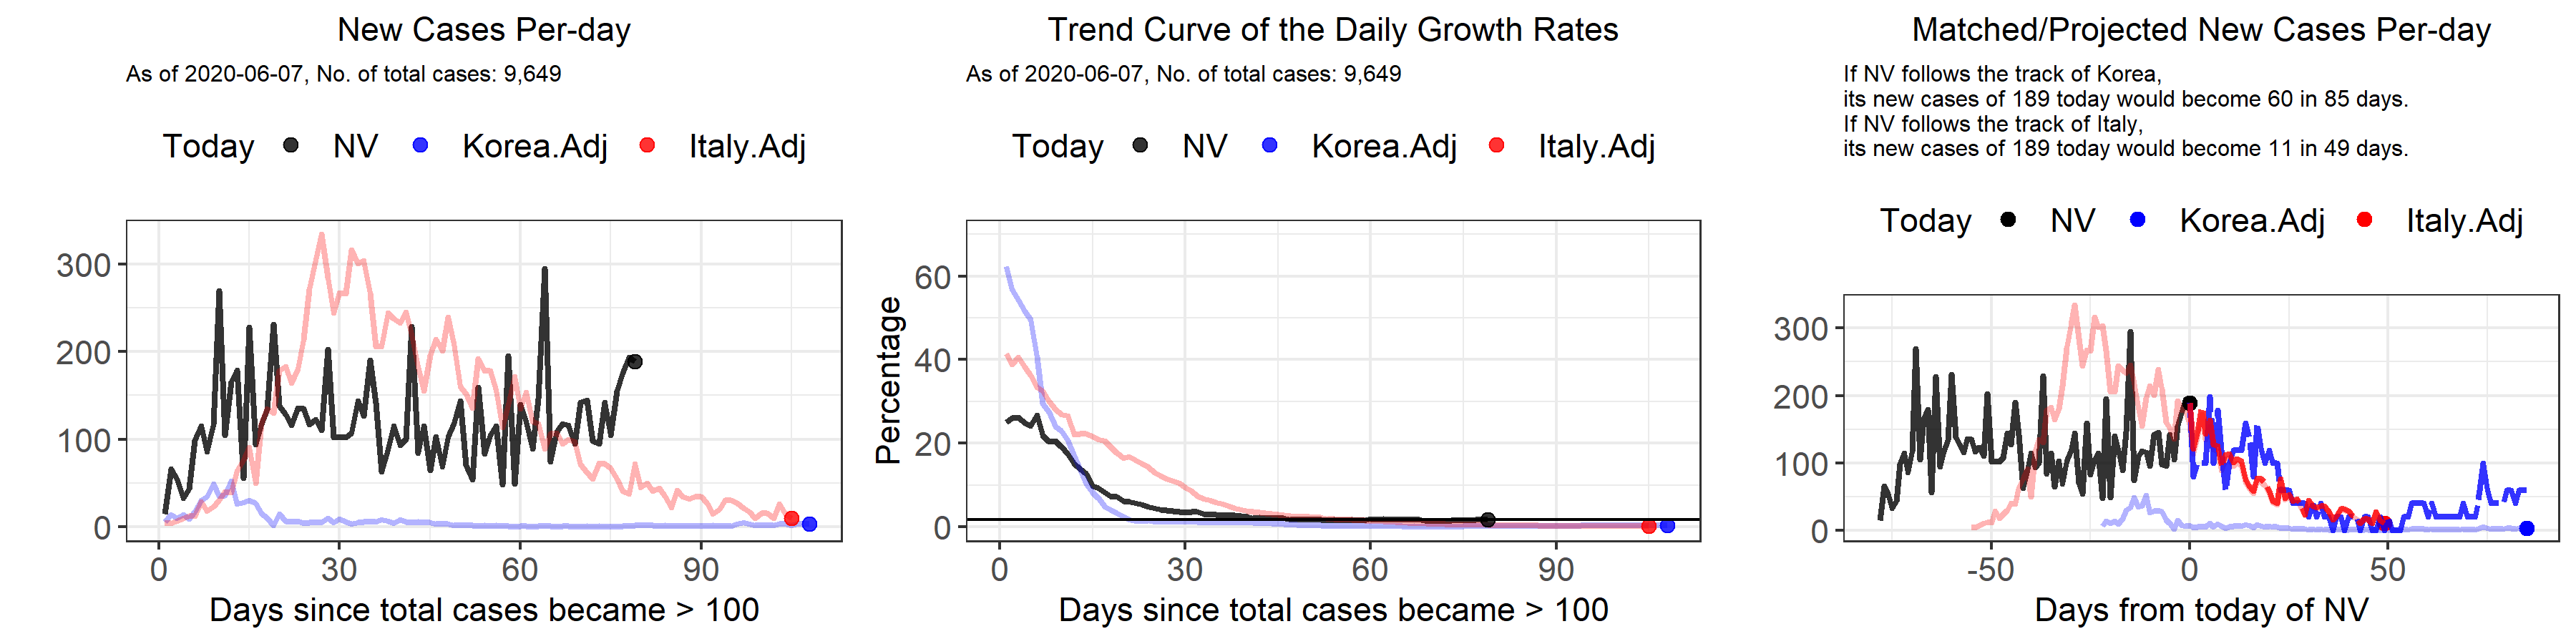 New Cases Per-day
As of 2020-06-07, No. of total cases: 9,649
Today NV Korea.Adj Italy.Adj
300
200
100
0
0 30 60 90
Days since total cases became > 100
Trend Curve of the Daily Growth Rates
As of 2020-06-07, No. of total cases: 9,649
Today NV Korea.Adj Italy.Adj
Percentage
60
40
20
0
0 30 60 90
Days since total cases became > 100
Matched/Projected New Cases Per-day
If NV follows the track of Korea,
its new cases of 189 today would become 60 in 85 days.
If NV follows the track of Italy,
its new cases of 189 today would become 11 in 49 days.
Today NV Korea.Adj Italy.Adj
300
200
100
0
-50 0 50
Days from today of NV